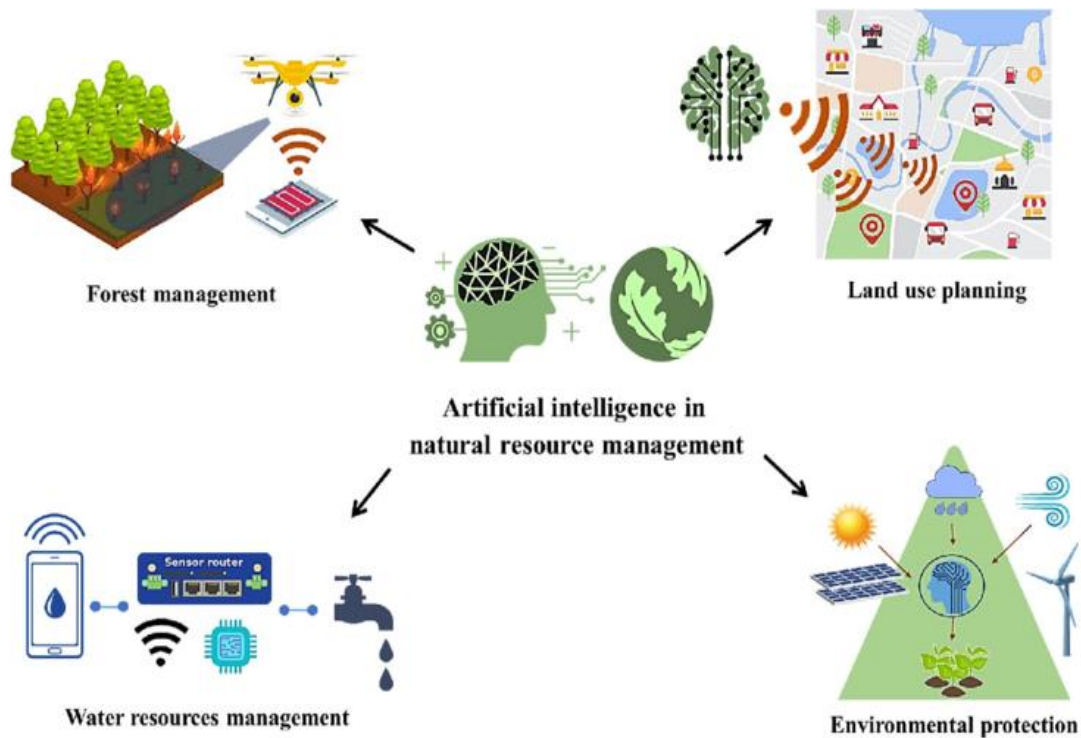 Forest management
Land use planning
Artificial intelligence in
natural resource management
Sensor router
Water resources management
Environmental protection